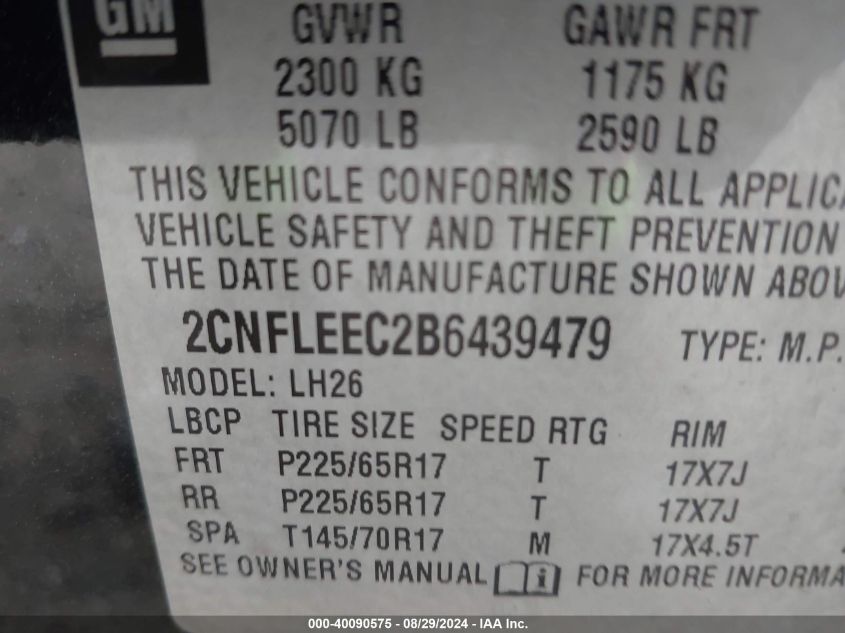 GM
GVWR GAWR FRT
2300 KG 1175 KG
5070 LB 2590 LB
THIS VEHICLE CONFORMS TO ALL APPLICA
VEHICLE SAFETY AND THEFT PREVENTION
THE DATE OF MANUFACTURE SHOWN ABOV
2CNFLEEC2B6439479 TYPE: M.P.
MODEL: LH26
LBCP TIRE SIZE SPEED RTG RIM
FRT P225/65R17 T 17X7J
RR P225/65R17 T 17X7J
SPA T145/70R17 M 17X4.5T
SEE OWNER'S MANUAL i FOR MORE INFORMA
000-40090575 - 08/29/2024 - IAA Inc.